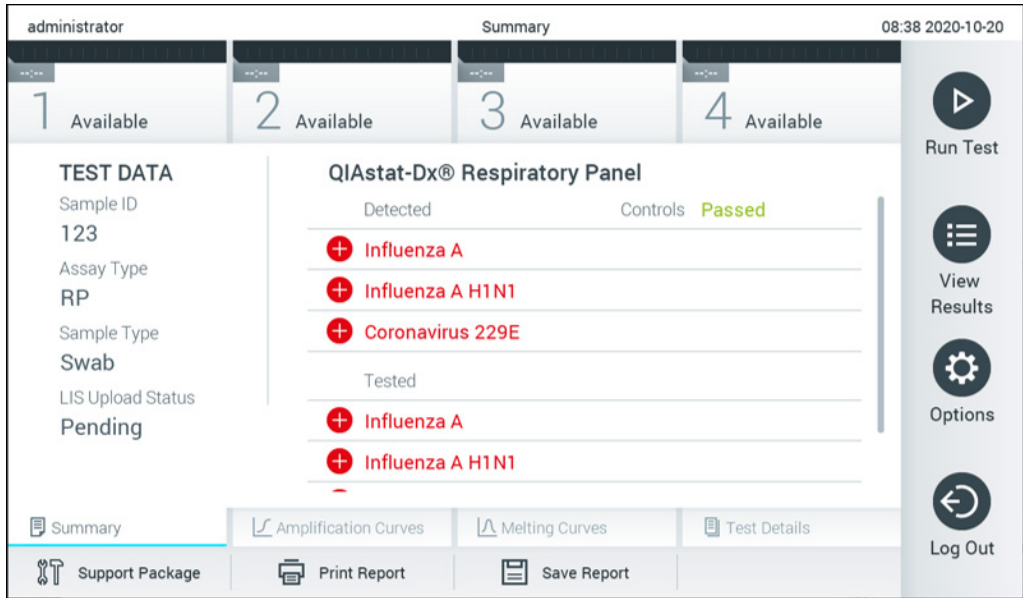 administrator
Summary
08:38 2020-10-20
--:--
1 Available
--:--
2 Available
--:--
3 Available
--:--
4 Available
Run Test
View
Results
Options
Log Out
TEST DATA
Sample ID
123
Assay Type
RP
Sample Type
Swab
LIS Upload Status
Pending
QIAstat-Dx® Respiratory Panel
Detected
Controls Passed
Influenza A
Influenza A H1N1
Coronavirus 229E
Tested
Influenza A
Influenza A H1N1
Summary
Amplification Curves
Melting Curves
Test Details
Support Package
Print Report
Save Report